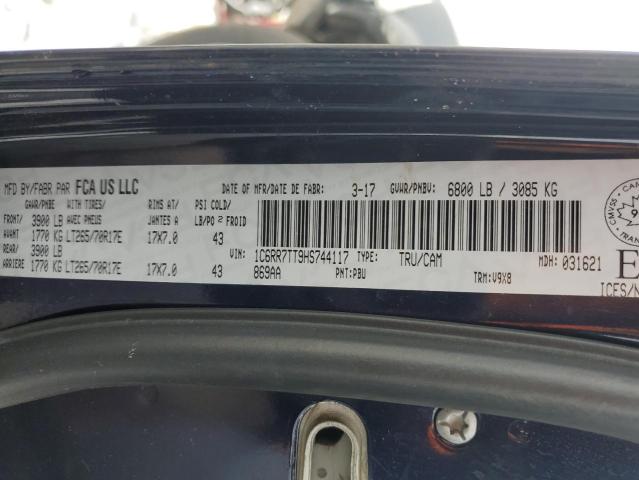 MFD BY/FABR PAR FCA US LLC DATE OF MFR/DATE DE FABR: 3-17 GVWR/PNBV: 6800 LB / 3085 KG
GAWR/PNBE WITH TIRES/ RIMS AT/ PSI COLD/
FRONT/ 3900 LB AVEC PNEUS JANTES A LB/PO 2 FROID
AVANT 1770 KG LT265/70R17E 17X7.0 43
REAR/ 3900 LB 1C6RR7TT9HS744117 TYPE: TRU/CAM MDH: 031621
ARRIERE 1770 KG LT265/70R17E 17X7.0 43 869AA PNT:PBU TRM:V9X8
CMVSS
ICES/N